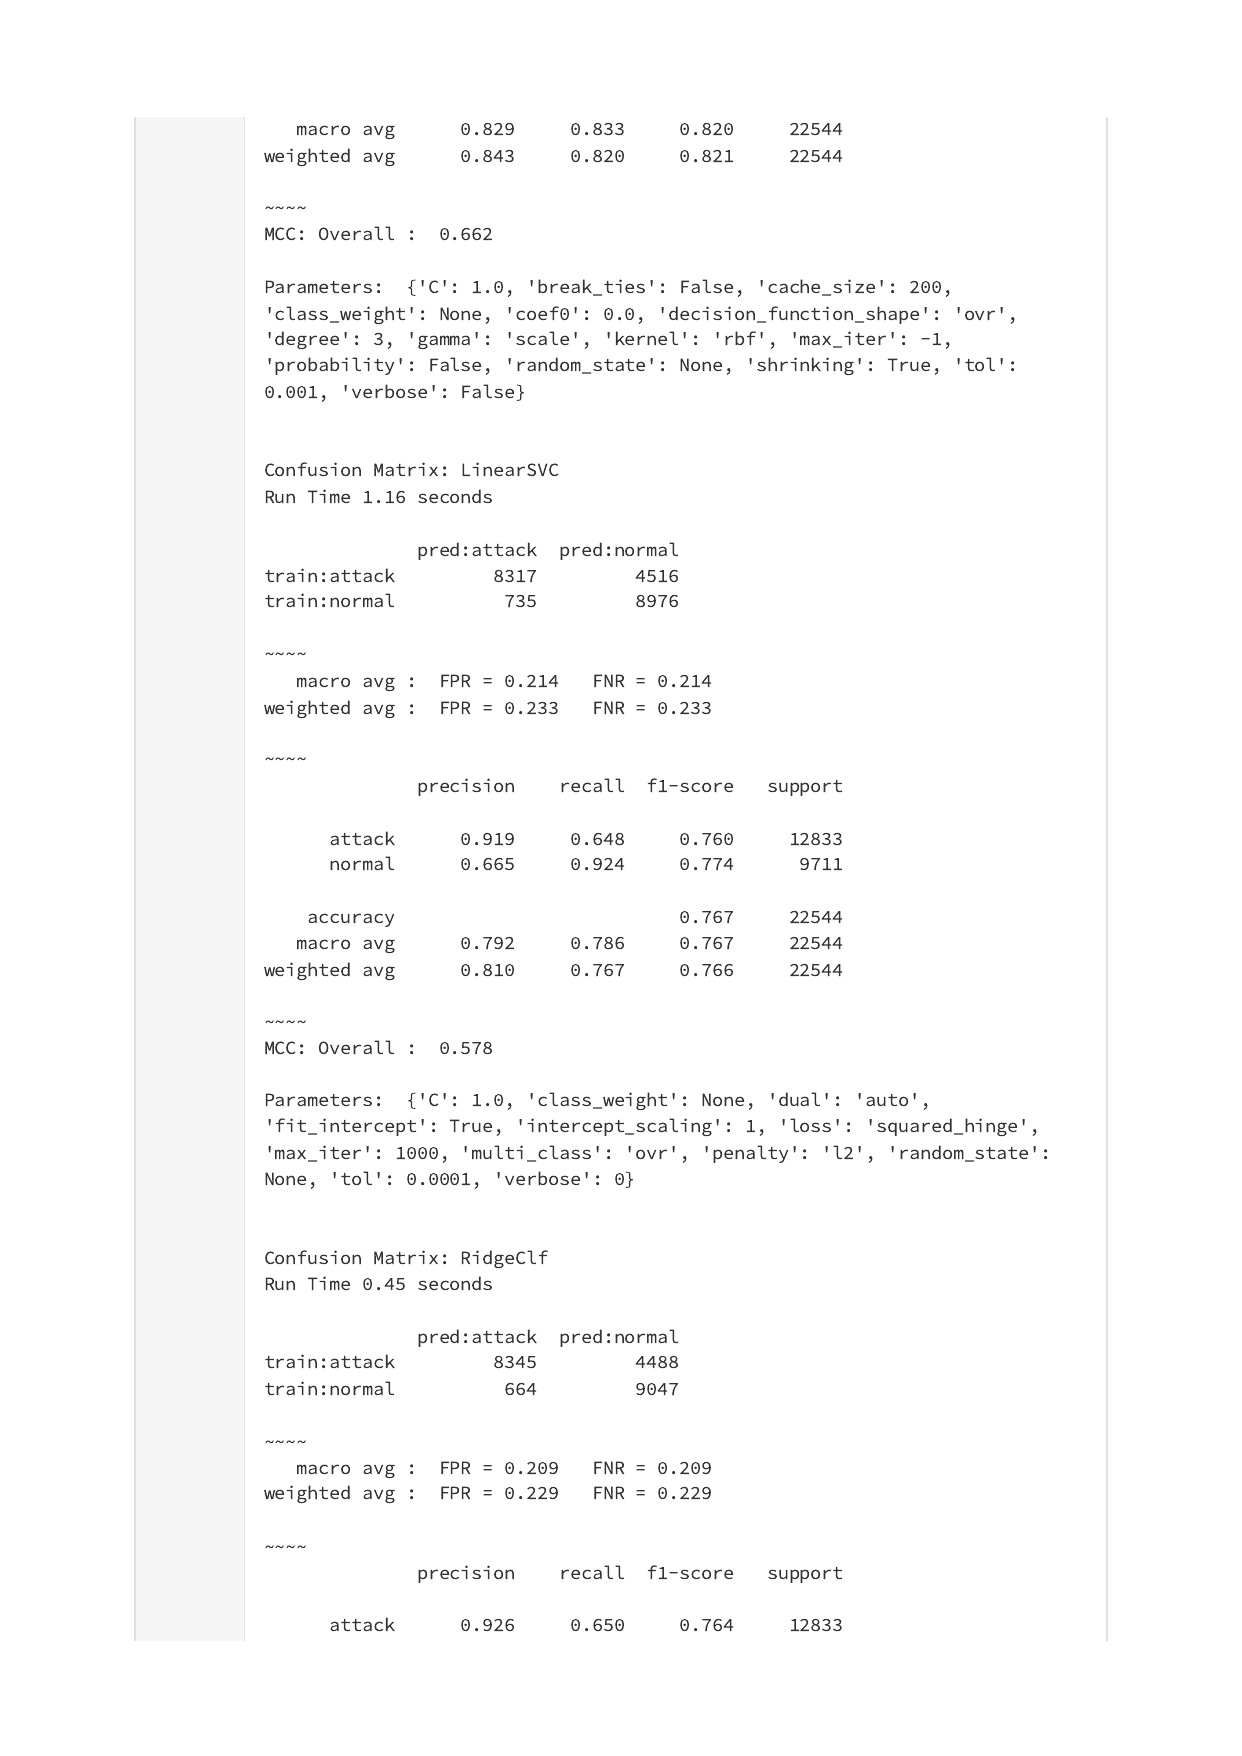 macro avg      0.829     0.833     0.820     22544
weighted avg      0.843     0.820     0.821     22544
~~~~
MCC: Overall :  0.662
Parameters:  {'C': 1.0, 'break_ties': False, 'cache_size': 200,
'class_weight': None, 'coef0': 0.0, 'decision_function_shape': 'ovr',
'degree': 3, 'gamma': 'scale', 'kernel': 'rbf', 'max_iter': -1,
'probability': False, 'random_state': None, 'shrinking': True, 'tol':
0.001, 'verbose': False}
Confusion Matrix: LinearSVC
Run Time 1.16 seconds
pred:attack  pred:normal
train:attack         8317         4516
train:normal          735         8976
~~~~
macro avg :  FPR = 0.214   FNR = 0.214
weighted avg :  FPR = 0.233   FNR = 0.233
~~~~
precision    recall  f1-score   support
attack      0.919     0.648     0.760     12833
normal      0.665     0.924     0.774      9711
accuracy                          0.767     22544
macro avg      0.792     0.786     0.767     22544
weighted avg      0.810     0.767     0.766     22544
~~~~
MCC: Overall :  0.578
Parameters:  {'C': 1.0, 'class_weight': None, 'dual': 'auto',
'fit_intercept': True, 'intercept_scaling': 1, 'loss': 'squared_hinge',
'max_iter': 1000, 'multi_class': 'ovr', 'penalty': 'l2', 'random_state':
None, 'tol': 0.0001, 'verbose': 0}
Confusion Matrix: RidgeClf
Run Time 0.45 seconds
pred:attack  pred:normal
train:attack         8345         4488
train:normal          664         9047
~~~~
macro avg :  FPR = 0.209   FNR = 0.209
weighted avg :  FPR = 0.229   FNR = 0.229
~~~~
precision    recall  f1-score   support
attack      0.926     0.650     0.764     12833